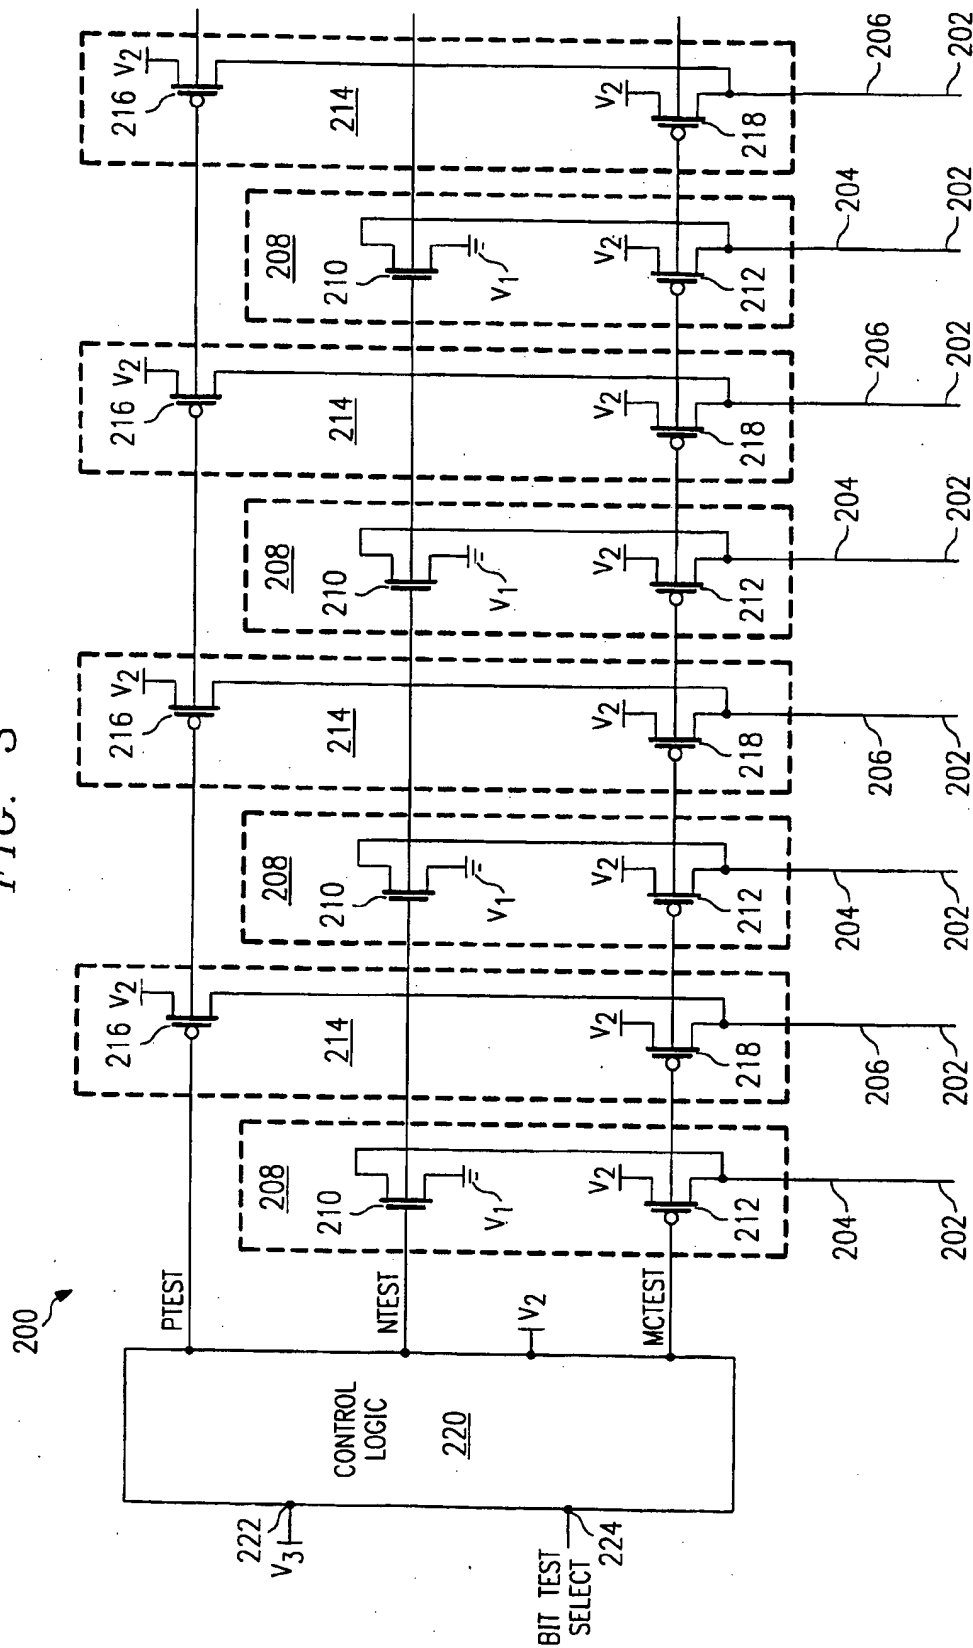 FIG. 3
200
216 V2 216 V2 216 V2 216 V2
PTEST
222
V3
208 208 208 208
210 214 210 214 210 214 210 214
CONTROL
LOGIC
NTEST
220
V1 V1 V1 V1
V2
BIT TEST
SELECT
224
V2 V2 V2 V2 V2 V2 V2 V2
MCTEST
212 218 212 218 212 218 212 218
204 206 204 206 204 206 204 206
202 202 202 202 202 202 202 202